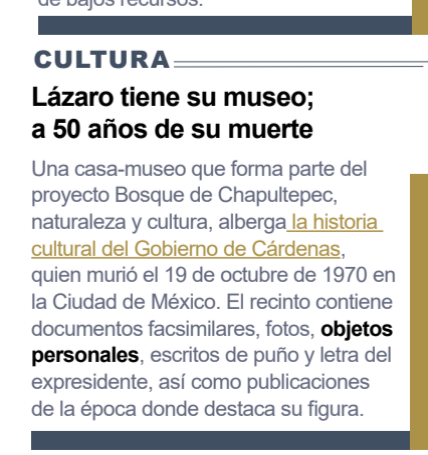 de bajos recursos.
CULTURA
Lázaro tiene su museo;
a 50 años de su muerte
Una casa-museo que forma parte del
proyecto Bosque de Chapultepec,
naturaleza y cultura, alberga la historia
cultural del Gobierno de Cárdenas,
quien murió el 19 de octubre de 1970 en
la Ciudad de México. El recinto contiene
documentos facsimilares, fotos, objetos
personales, escritos de puño y letra del
expresidente, así como publicaciones
de la época donde destaca su figura.